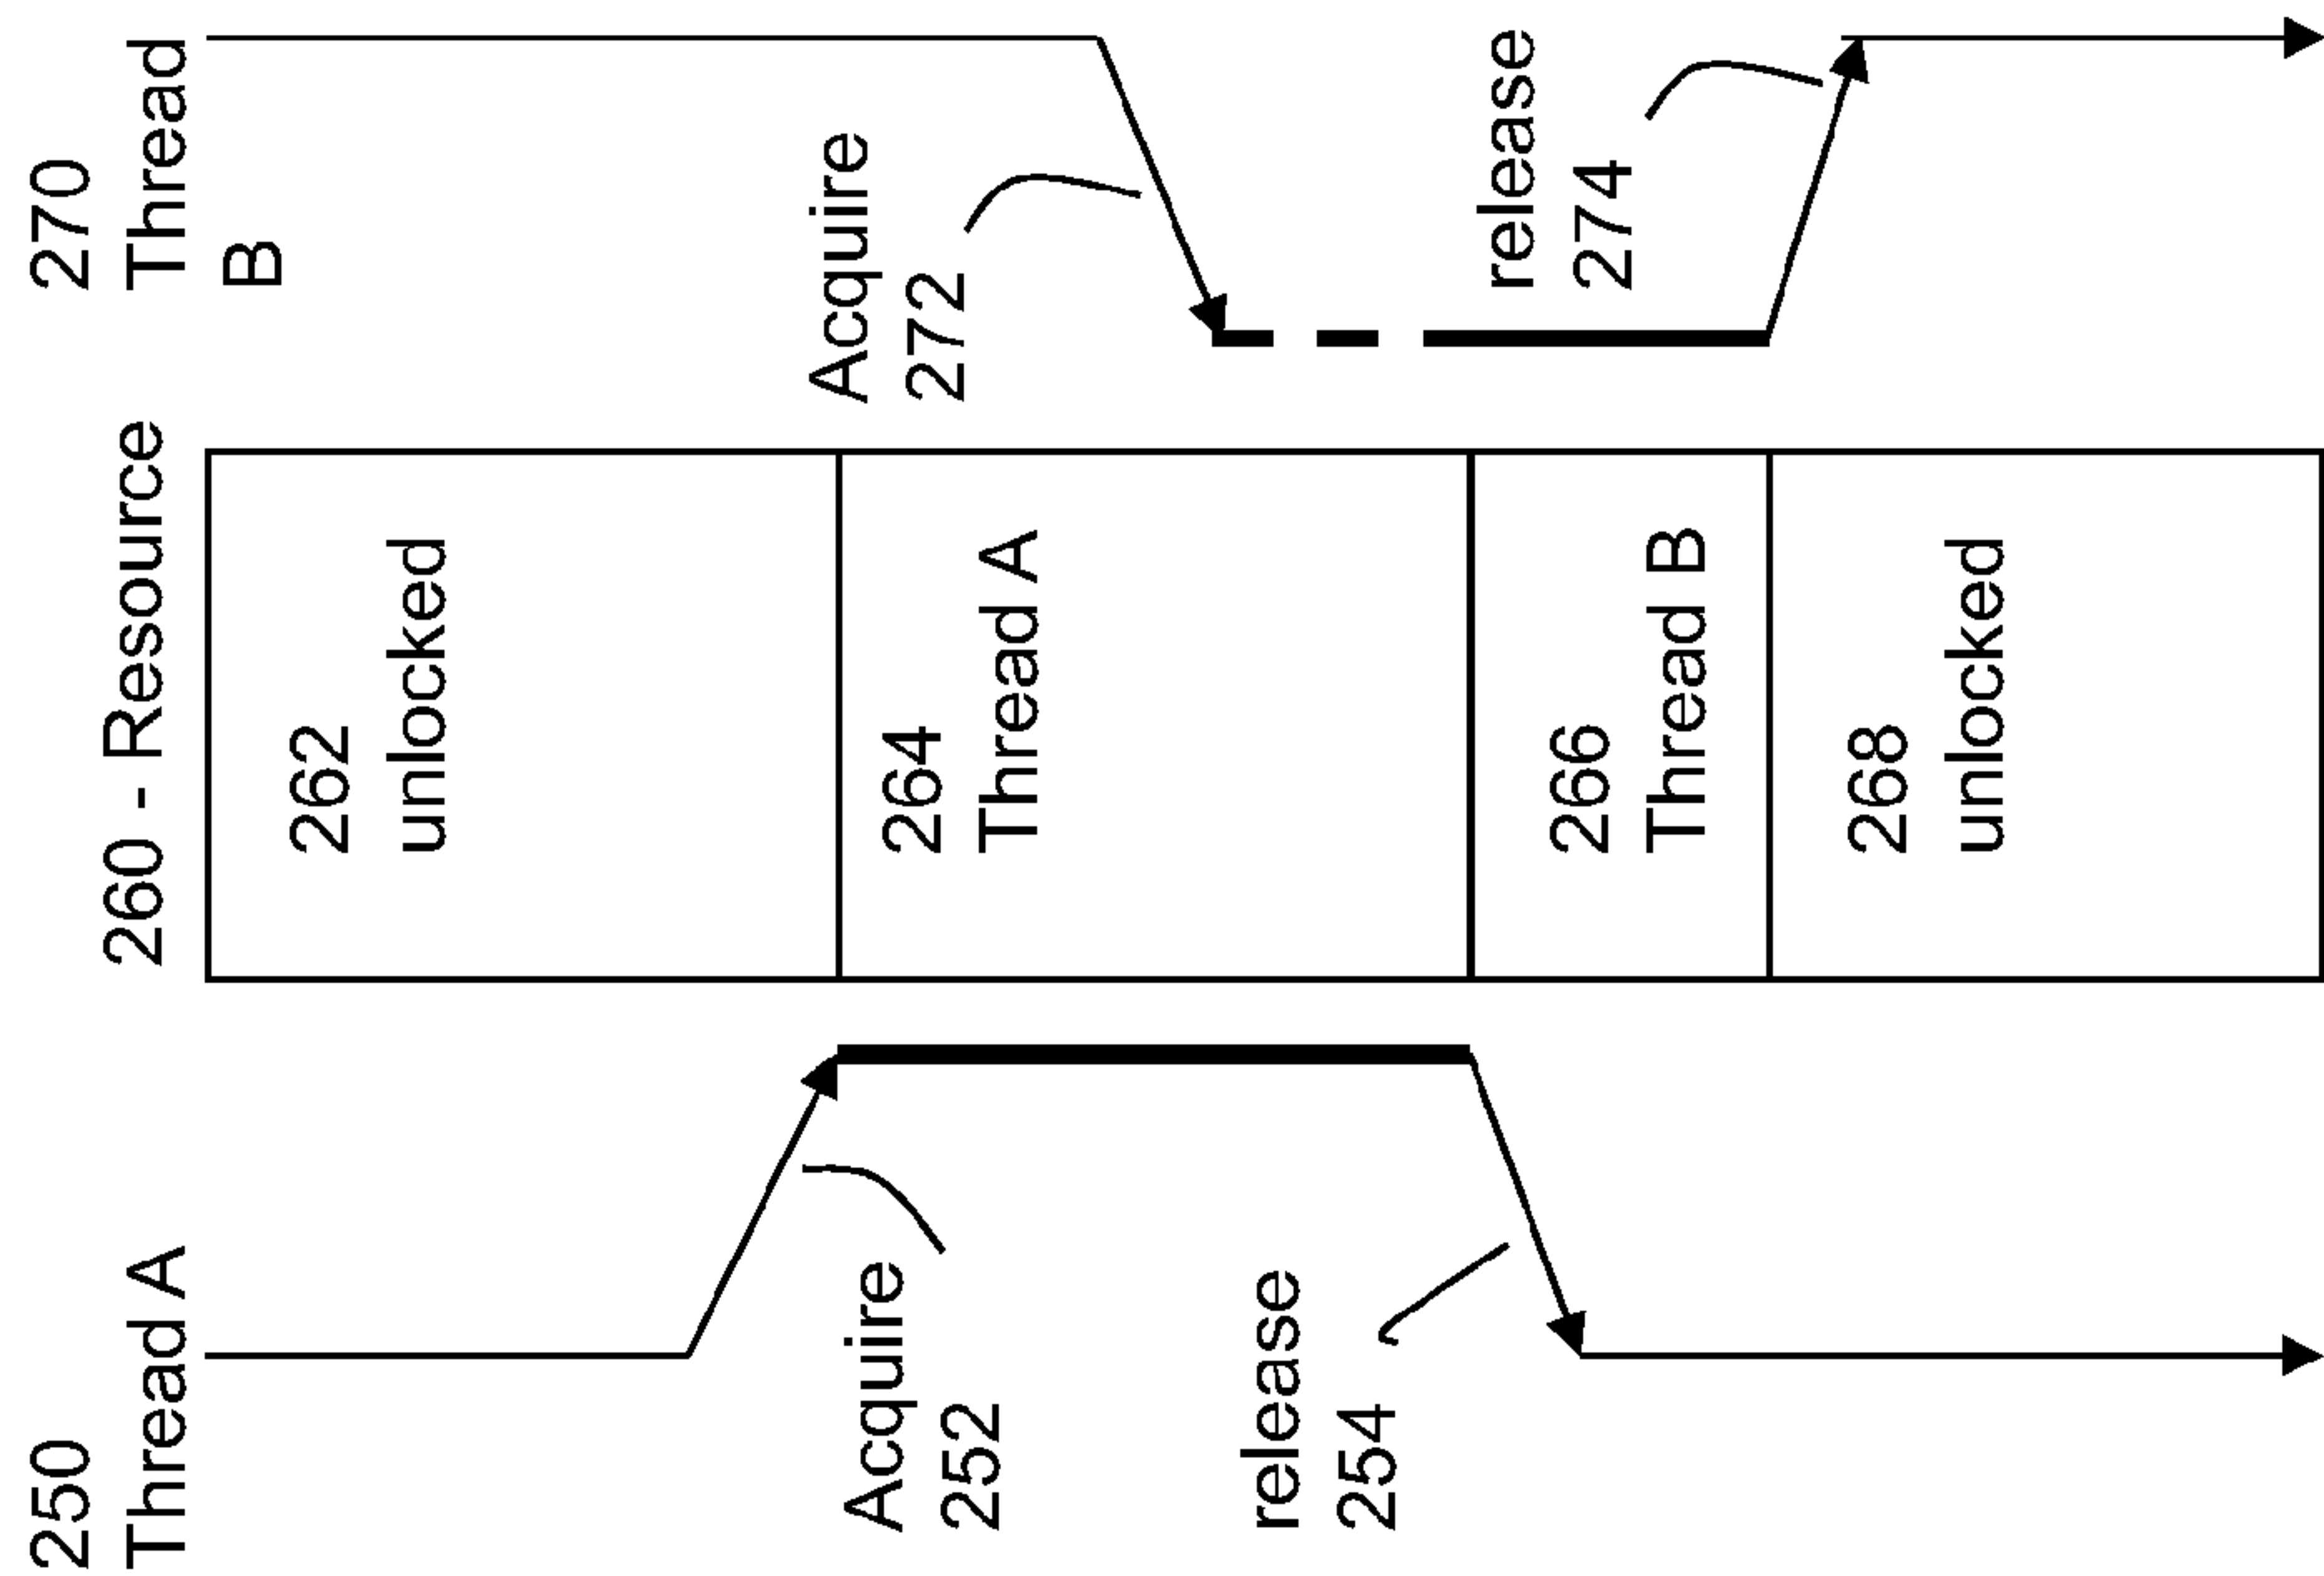 250
Thread A
260 - Resource
270
Thread
B
262
unlocked
Acquire
252
264
Thread A
Acquire
272
release
254
266
Thread B
release
274
268
unlocked